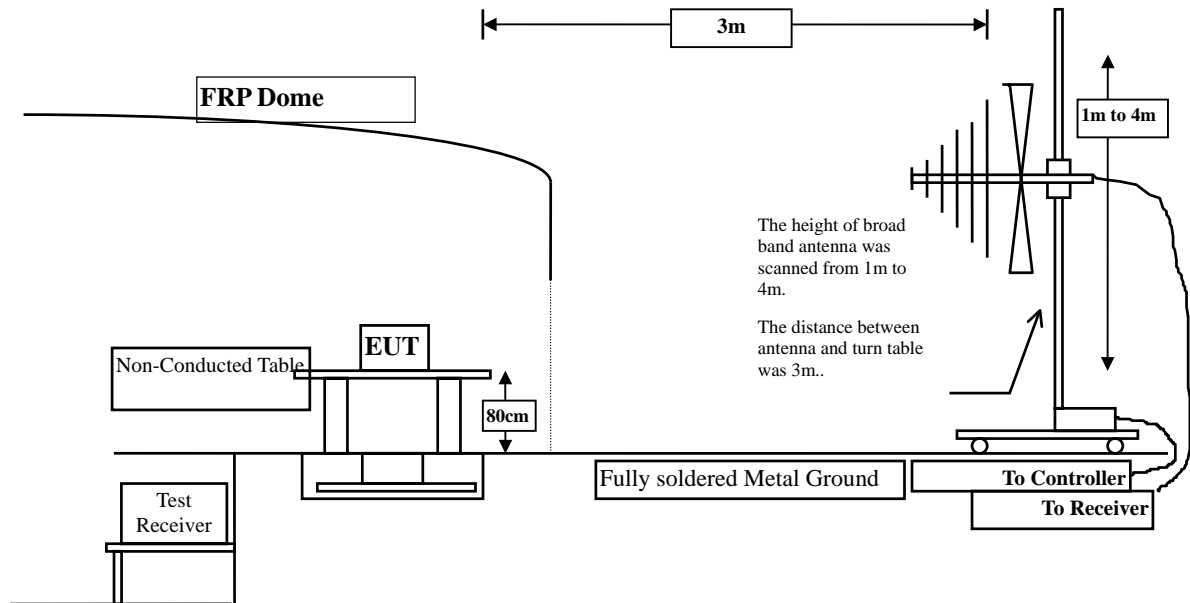 3m
FRP Dome
1m to 4m
The height of broad
band antenna was
scanned from 1m to
4m.
The distance between
antenna and turn table
was 3m..
EUT
Non-Conducted Table
80cm
Fully soldered Metal Ground
To Controller
To Receiver
Test
Receiver